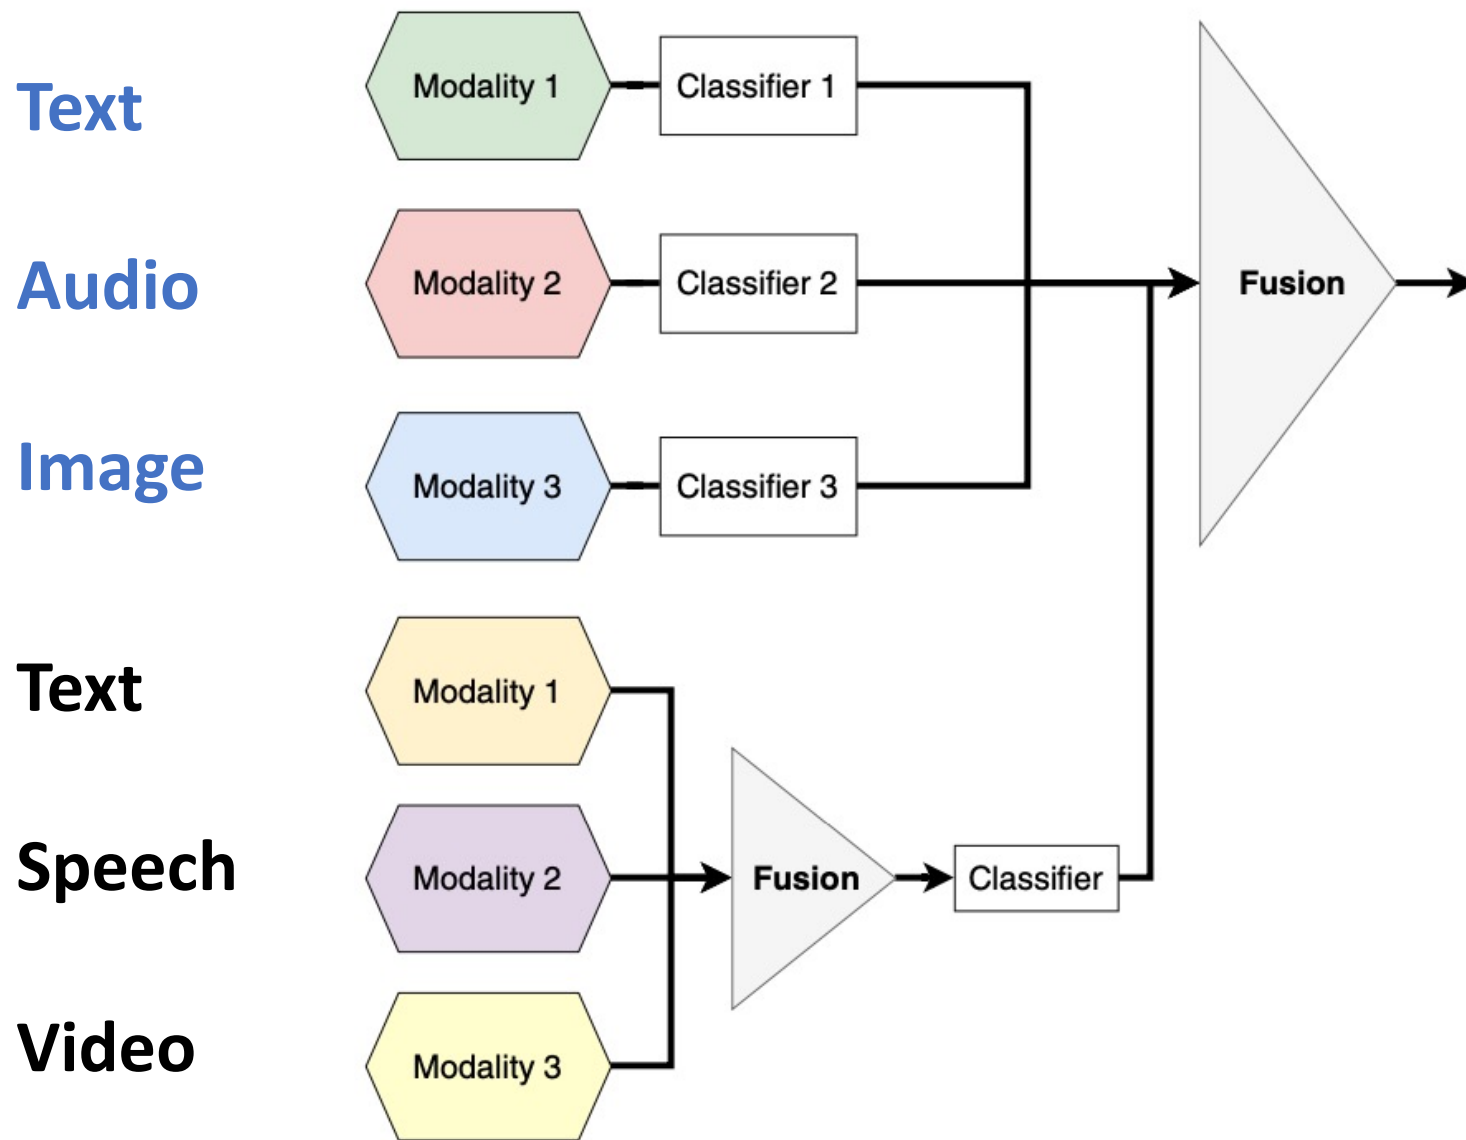 Text
Modality 1
Classifier 1
Audio
Modality 2
Classifier 2
Fusion
Image
Modality 3
Classifier 3
Text
Modality 1
Speech
Modality 2
Fusion
Classifier
Video
Modality 3